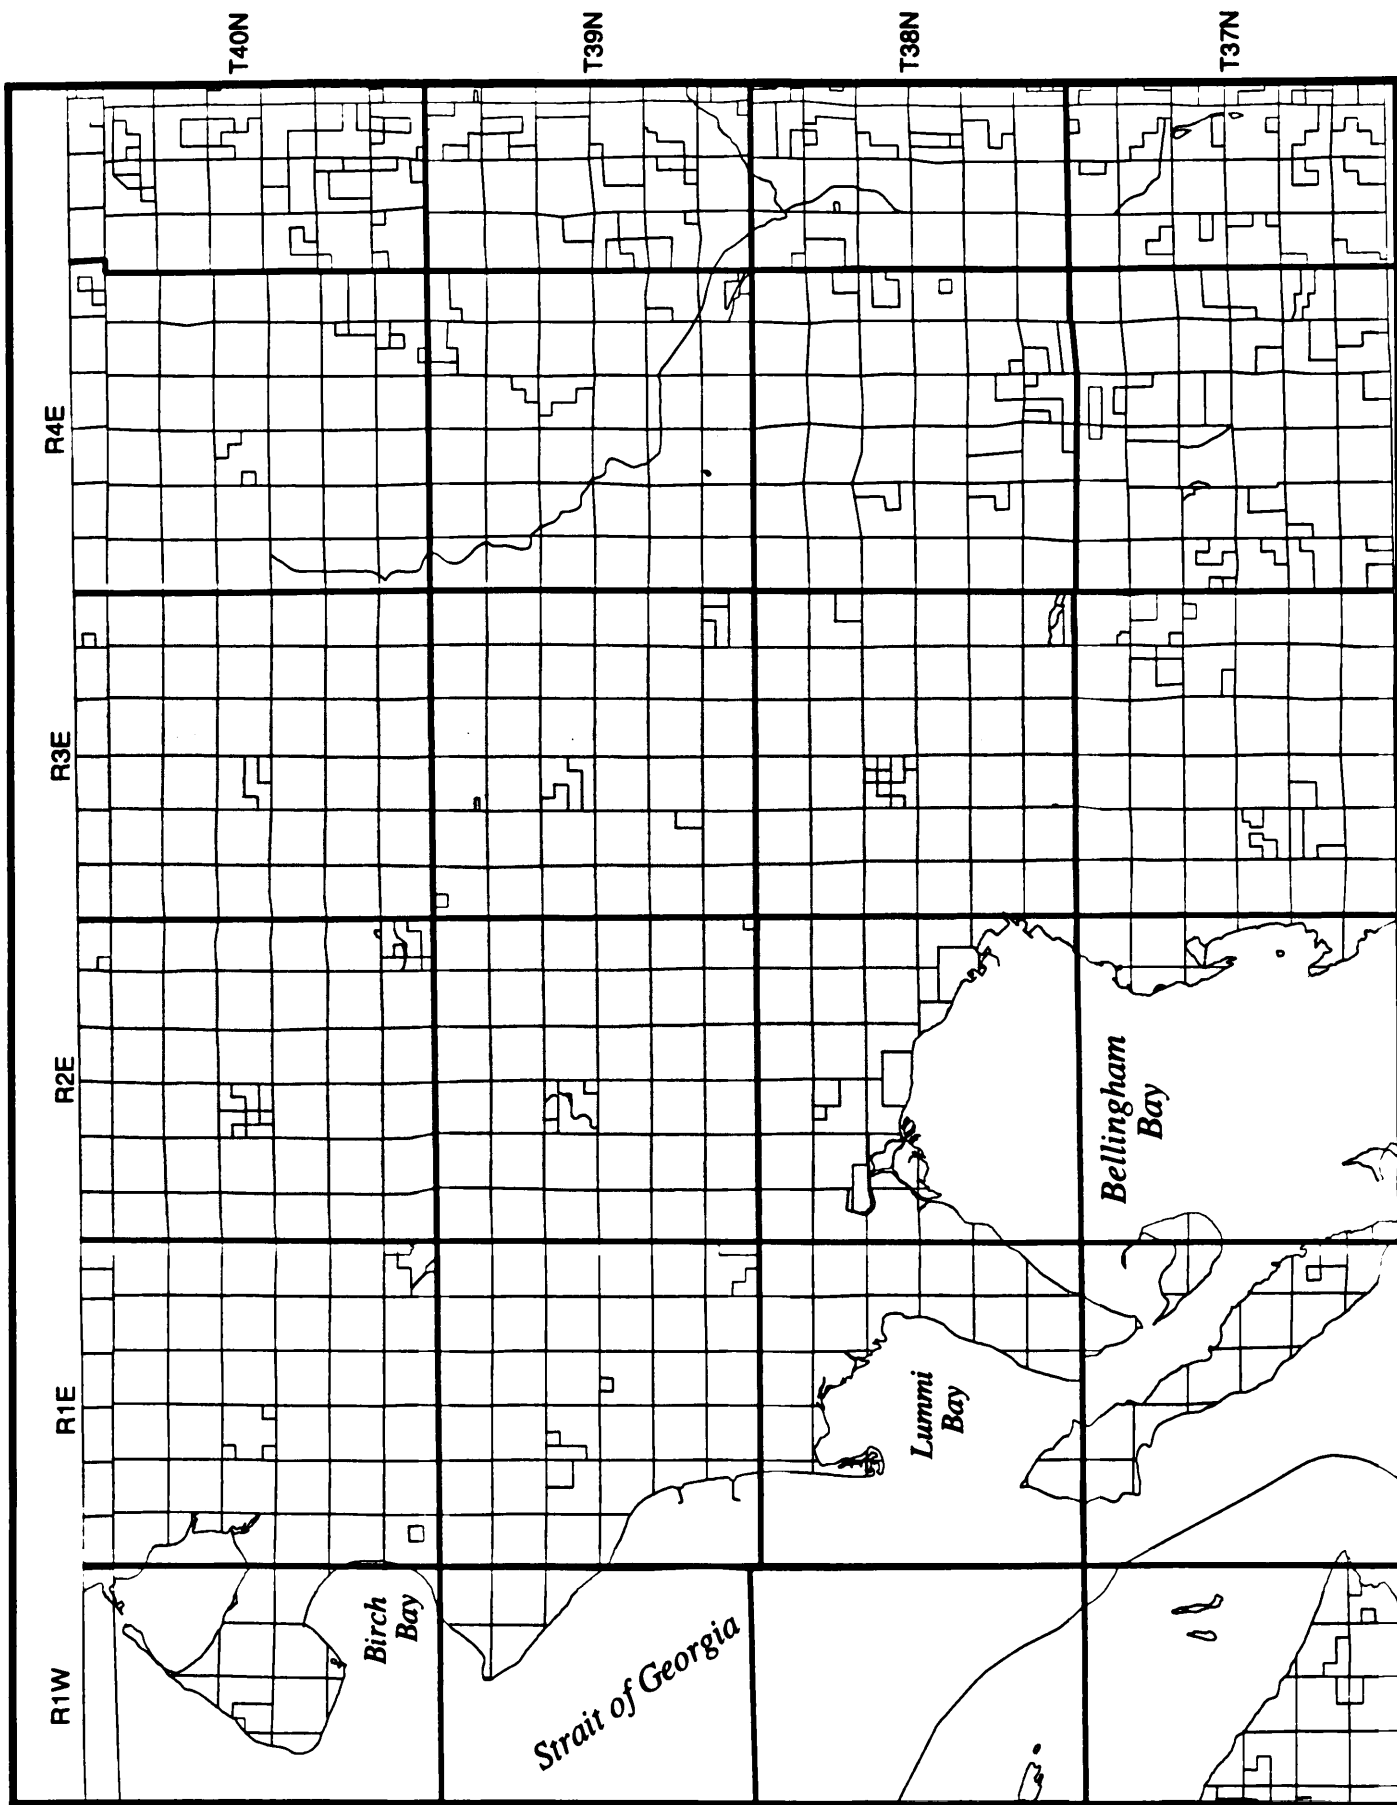 T40N
T39N
T38N
T37N
R4E
R3E
R2E
R1E
R1W
Bellingham
Bay
Lummi
Bay
Birch
Bay
Strait of Georgia